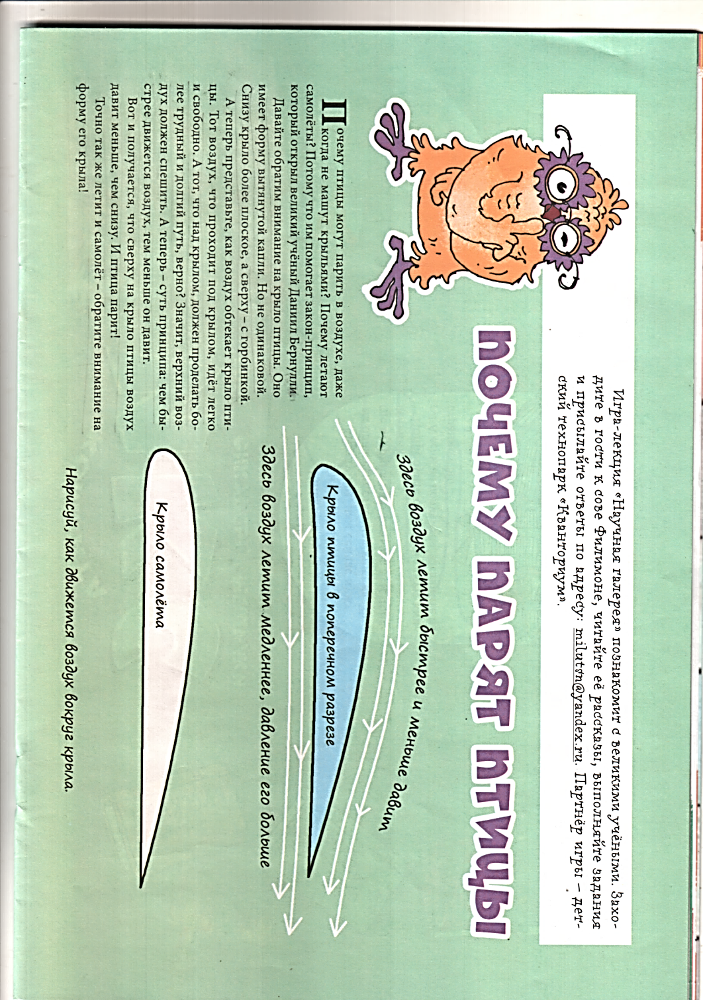 Игра-лекция «Научная галерея» познакомит с великими учёными. Захо-
дите в гости к сове Филимоне, читайте её рассказы, выполняйте задания
и присылайте ответы по адресу: milutin@yandex.ru. Партнёр игры – дет-
ский технопарк «Кванториум».
ПОЧЕМУ ПАРЯТ ПТИЦЫ
Почему птицы могут парить в воздухе, даже
когда не машут крыльями? Почему летают
самолёты? Потому что им помогает закон-принцип,
который открыл великий учёный Даниил Бернулли.
Давайте обратим внимание на крыло птицы. Оно
имеет форму вытянутой капли. Но не одинаковой.
Снизу крыло более плоское, а сверху – с горбинкой.
А теперь представьте, как воздух обтекает крыло пти-
цы. Тот воздух, что проходит под крылом, идёт легко
и свободно. А тот, что над крылом, должен проделать бо-
лее трудный и долгий путь, верно? Значит, верхний воз-
дух должен спешить. А теперь – суть принципа: чем бы-
стрее движется воздух, тем меньше он давит.
Вот и получается, что сверху на крыло птицы воздух
давит меньше, чем снизу. И птица парит!
Точно так же летит и самолёт – обратите внимание на
форму его крыла!
Здесь воздух летит быстрее и меньше давит
Крыло птицы в поперечном разрезе
Здесь воздух летит медленнее, давление его больше
Крыло самолёта
Нарисуй, как движется воздух вокруг крыла.